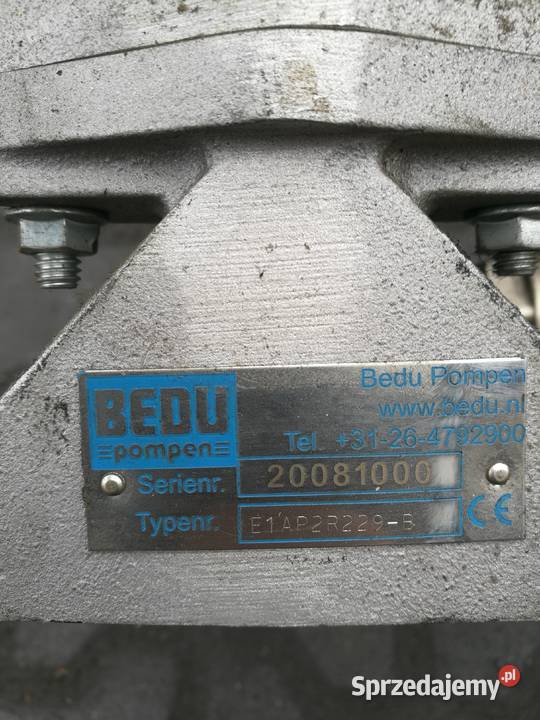 BEDU
pompen
Bedu Pompen
www.bedu.nl
Tel. +31-26-4792900
Serienr. 20081000
Typenr. E1AP2R229-B
CE
Sprzedajemy.pl